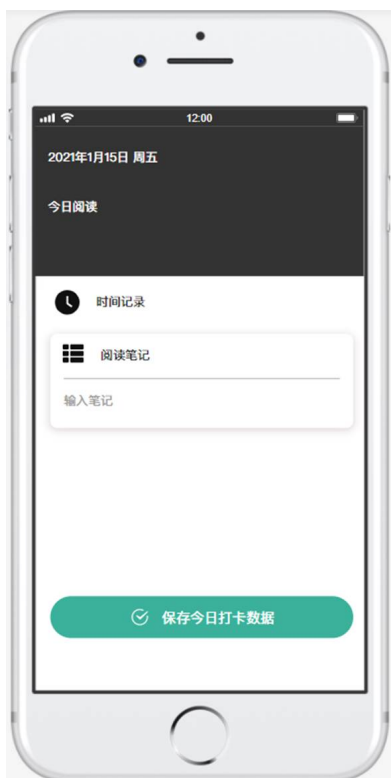 12:00
2021年1月15日 周五
今日阅读
时间记录
阅读笔记
输入笔记
保存今日打卡数据